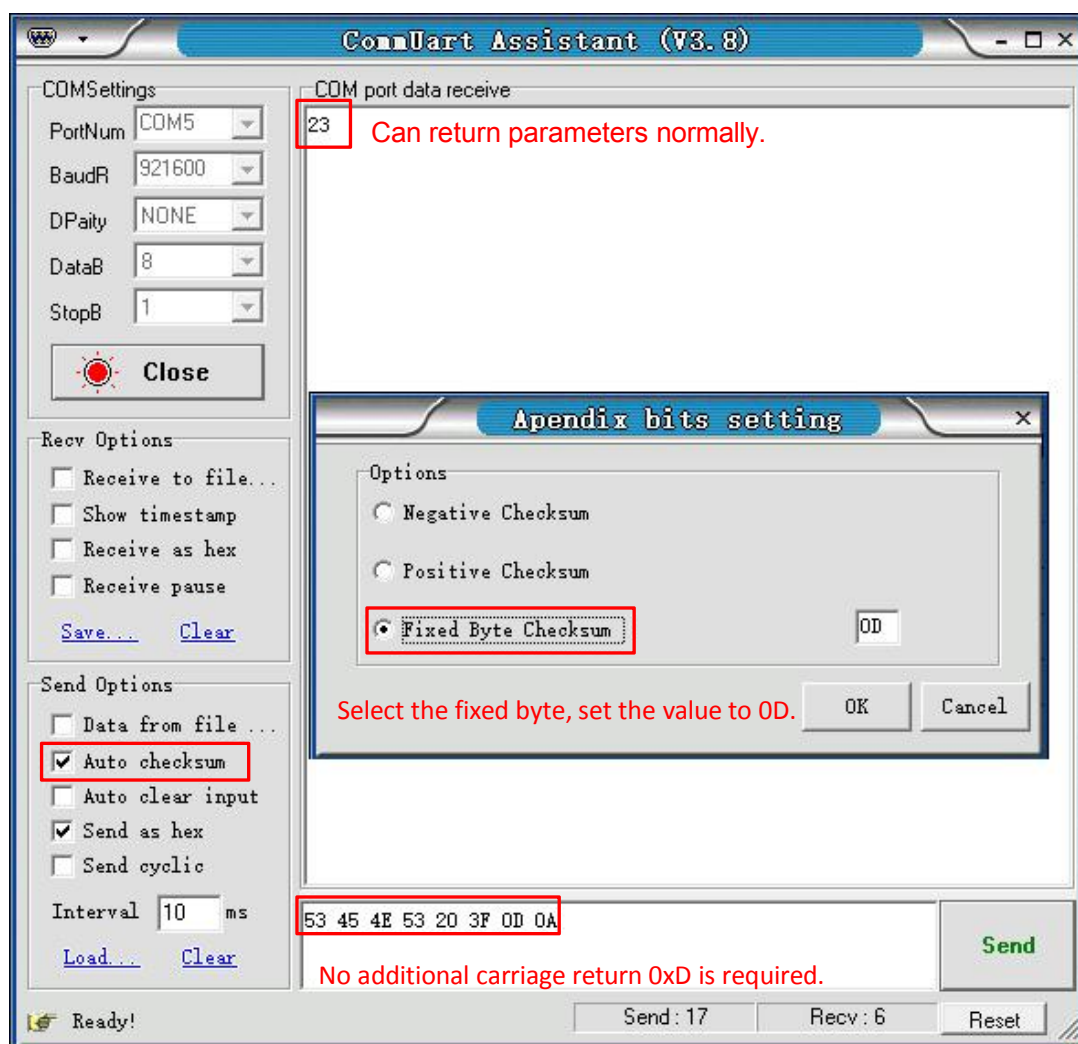 CommUart Assistant (V3.8)
COMSettings
PortNum COM5
BaudR 921600
DPaity NONE
DataB 8
StopB 1
Close
Recv Options
Receive to file...
Show timestamp
Receive as hex
Receive pause
Save... Clear
Send Options
Data from file ...
Auto checksum
Auto clear input
Send as hex
Send cyclic
Interval 10 ms
Load... Clear
COM port data receive
23 Can return parameters normally.
Apendix bits setting
Options
Negative Checksum
Positive Checksum
Fixed Byte Checksum 0D
Select the fixed byte, set the value to 0D.
OK Cancel
53 45 4E 53 20 3F 0D 0A
No additional carriage return 0xD is required.
Send
Ready! Send : 17 Recv : 6 Reset